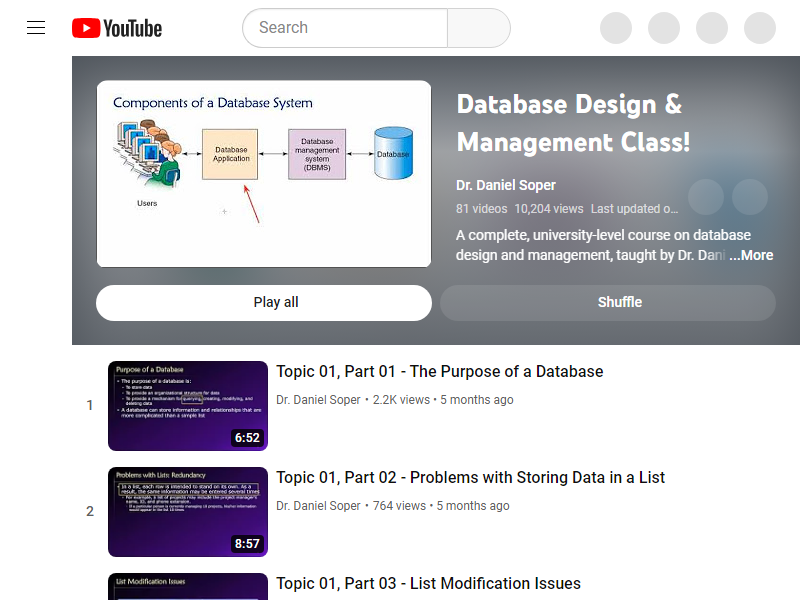 YouTube
Search
Components of a Database System
Database Application
Database management system (DBMS)
Database
Users
Database Design &
Management Class!
Dr. Daniel Soper
81 videos 10,204 views Last updated o...
A complete, university-level course on database
design and management, taught by Dr. Dani ...More
Play all
Shuffle
1
Purpose of a Database
• The purpose of a database is:
• To store data
• To provide an organizational structure for data
• To provide a mechanism for querying, creating, modifying, and
deleting data
• A database can store information and relationships that are
more complicated than a simple list
6:52
Topic 01, Part 01 - The Purpose of a Database
Dr. Daniel Soper • 2.2K views • 5 months ago
2
Problems with Lists: Redundancy
• In a list, each row is intended to stand on its own. As a
result, the same information may be entered several times
• For example, a list of projects may include the project manager's
name, ID, and phone extension.
• If a particular person is currently managing 10 projects, his/her information
would appear in the list 10 times
8:57
Topic 01, Part 02 - Problems with Storing Data in a List
Dr. Daniel Soper • 764 views • 5 months ago
List Modification Issues
Topic 01, Part 03 - List Modification Issues